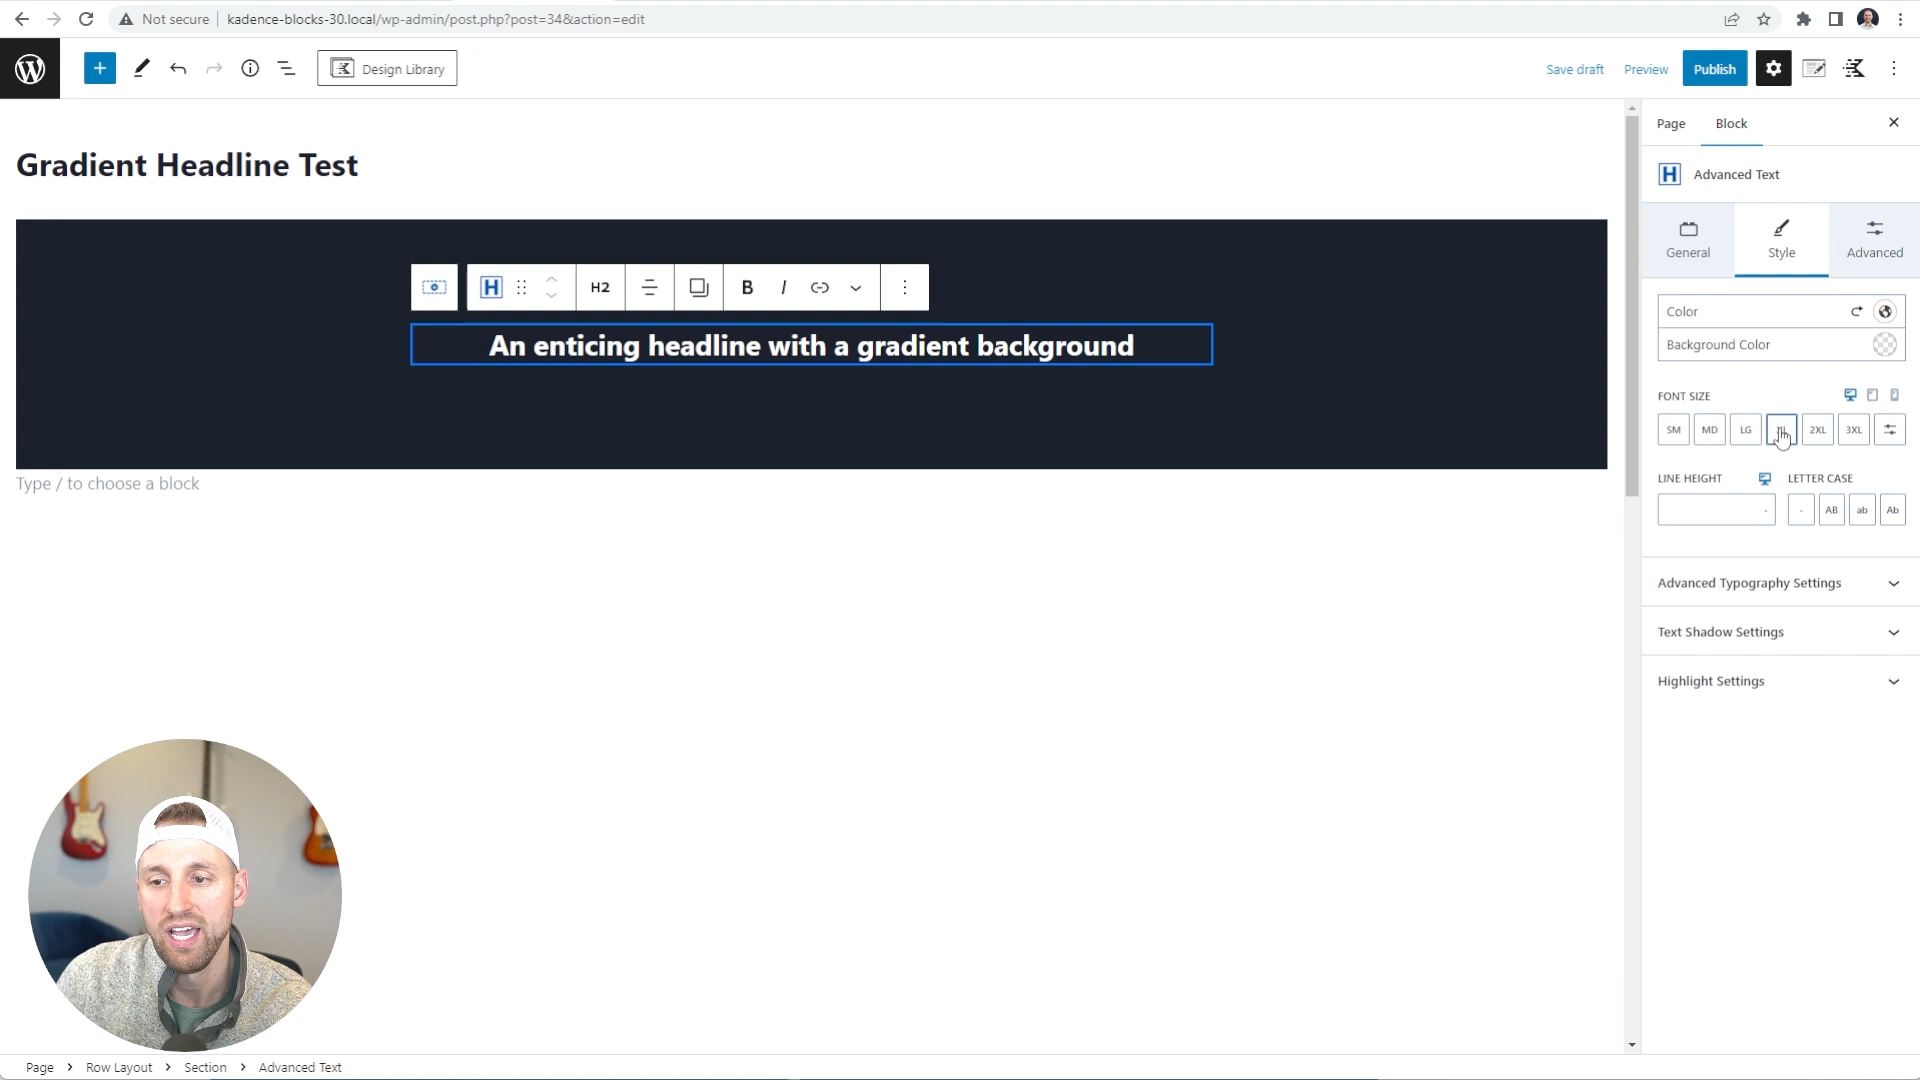 Not secure
kadence-blocks-30.local/wp-admin/post.php?post=34&action=edit
Design Library
Save draft
Preview
Publish
Gradient Headline Test
H2
B
I
An enticing headline with a gradient background
Type / to choose a block
Page
Block
Advanced Text
General
Style
Advanced
Color
Background Color
FONT SIZE
SM
MD
LG
2XL
3XL
LINE HEIGHT
LETTER CASE
-
-
AB
ab
Ab
Advanced Typography Settings
Text Shadow Settings
Highlight Settings
Page > Row Layout > Section > Advanced Text